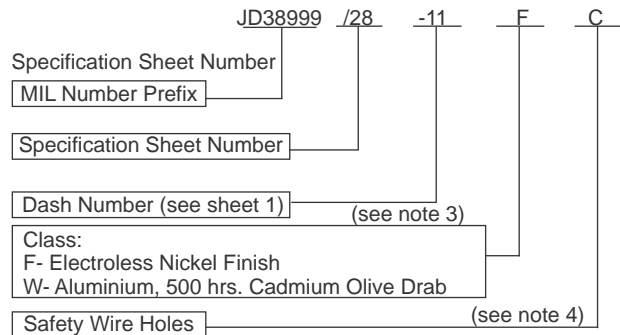 JD38999 /28 -11 F C
Specification Sheet Number
MIL Number Prefix
Specification Sheet Number
Dash Number (see sheet 1)
(see note 3)
Class:
F- Electroless Nickel Finish
W- Aluminium, 500 hrs. Cadmium Olive Drab
(see note 4)
Safety Wire Holes